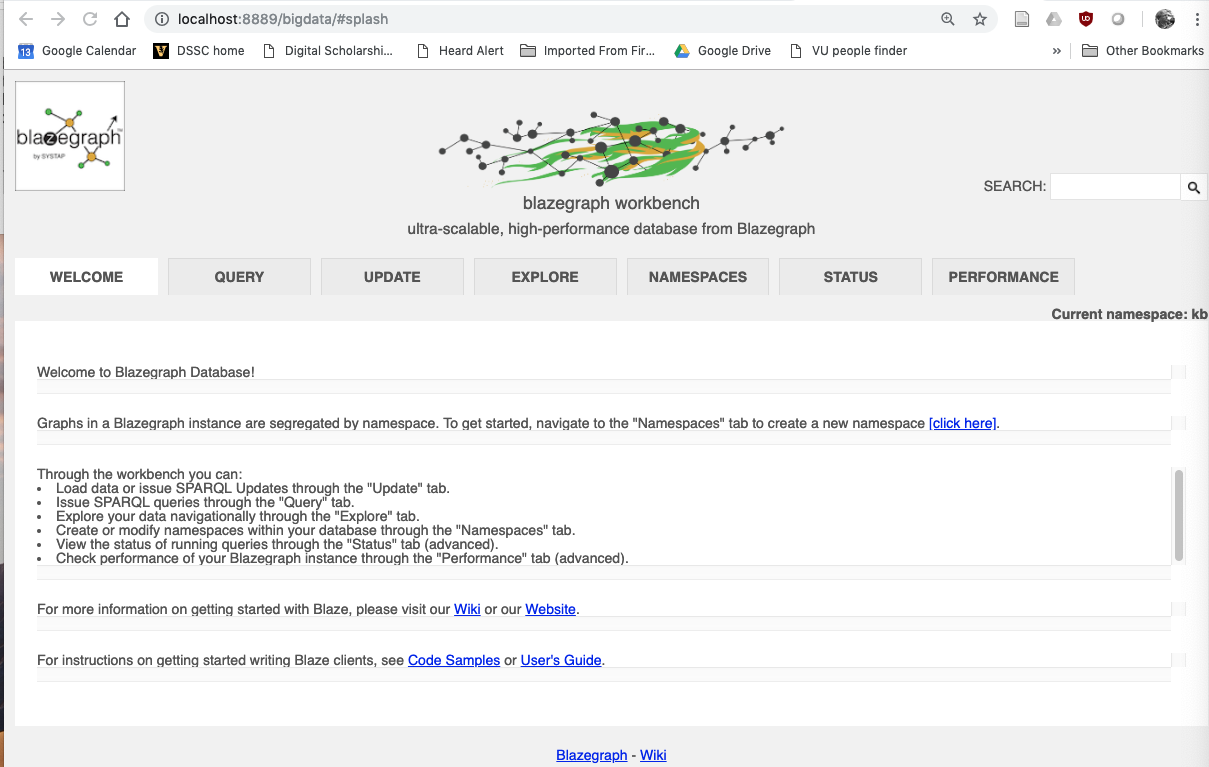 localhost:8889/bigdata/#splash
13 Google Calendar V DSSC home Digital Scholarshi... Heard Alert Imported From Fir... Google Drive VU people finder » Other Bookmarks
blazegraph™
by SYSTAP
SEARCH:
blazegraph workbench
ultra-scalable, high-performance database from Blazegraph
WELCOME QUERY UPDATE EXPLORE NAMESPACES STATUS PERFORMANCE
Current namespace: kb
Welcome to Blazegraph Database!
Graphs in a Blazegraph instance are segregated by namespace. To get started, navigate to the "Namespaces" tab to create a new namespace [click here].
Through the workbench you can:
• Load data or issue SPARQL Updates through the "Update" tab.
• Issue SPARQL queries through the "Query" tab.
• Explore your data navigationally through the "Explore" tab.
• Create or modify namespaces within your database through the "Namespaces" tab.
• View the status of running queries through the "Status" tab (advanced).
• Check performance of your Blazegraph instance through the "Performance" tab (advanced).
For more information on getting started with Blaze, please visit our Wiki or our Website.
For instructions on getting started writing Blaze clients, see Code Samples or User's Guide.
Blazegraph - Wiki